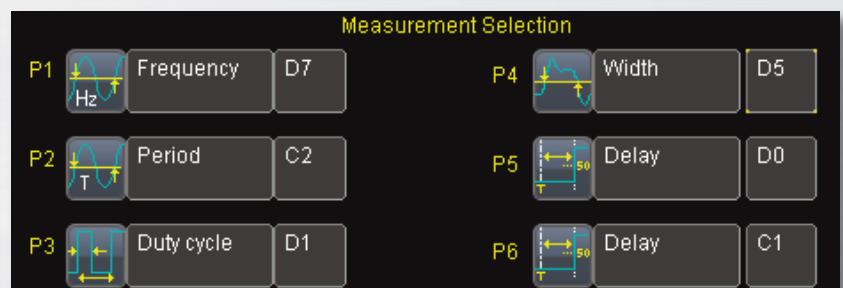 Measurement Selection
P1 Hz Frequency D7
P4 Width D5
P2 T Period C2
P5 T 50 Delay D0
P3 Duty cycle D1
P6 T 50 Delay C1